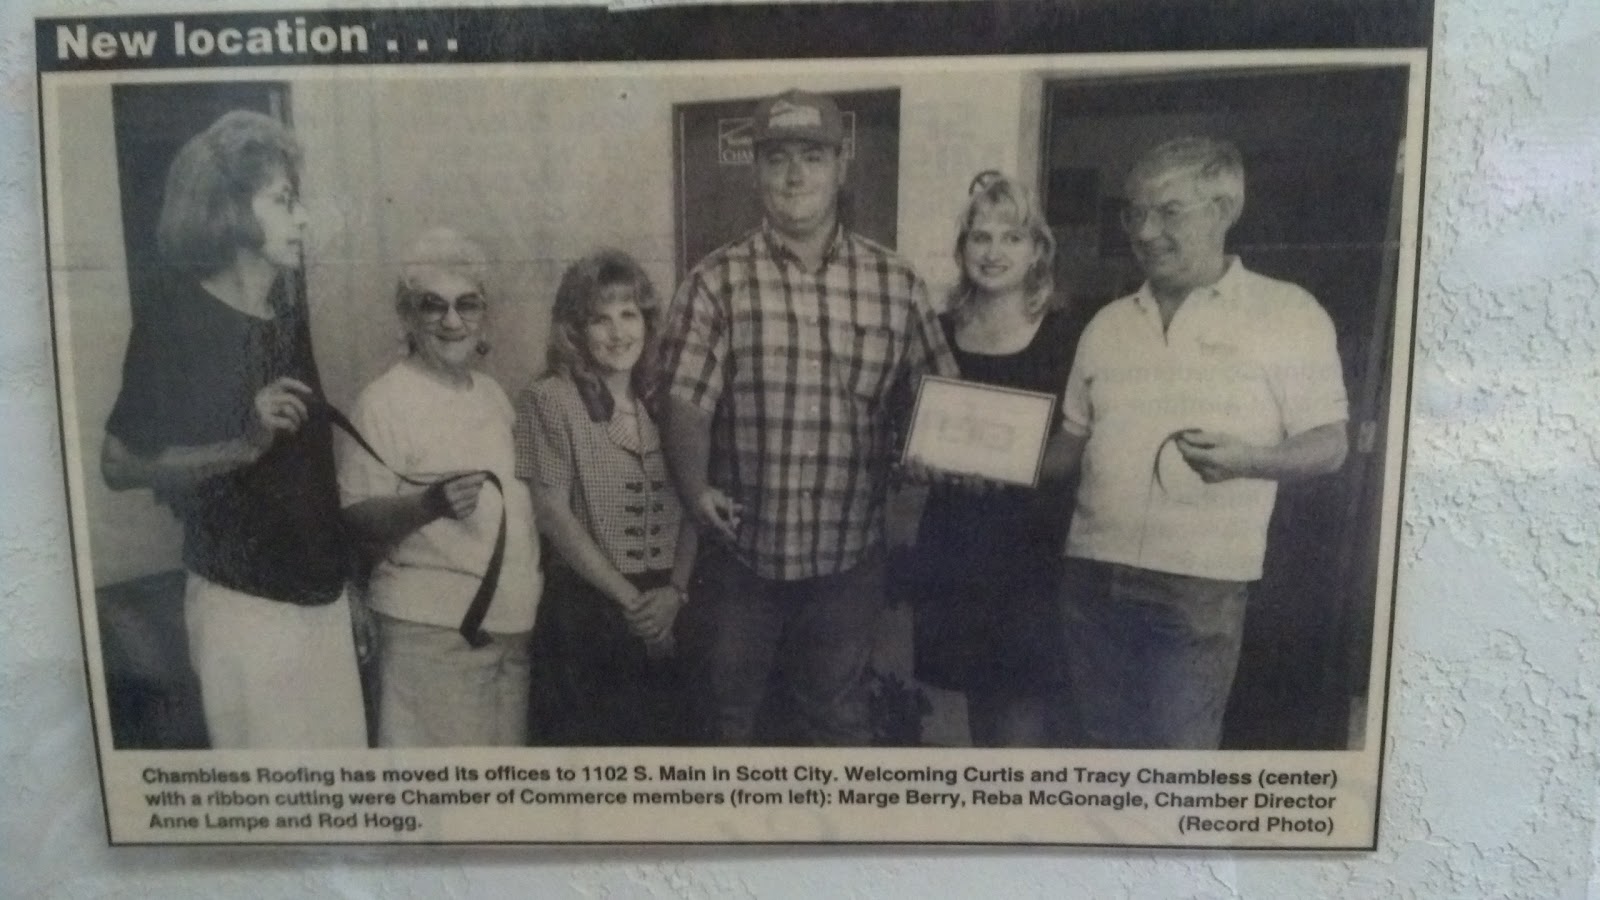 New location . . .
CHAM
Chambless Roofing has moved its offices to 1102 S. Main in Scott City. Welcoming Curtis and Tracy Chambless (center)
with a ribbon cutting were Chamber of Commerce members (from left): Marge Berry, Reba McGonagle, Chamber Director
Anne Lampe and Rod Hogg. (Record Photo)